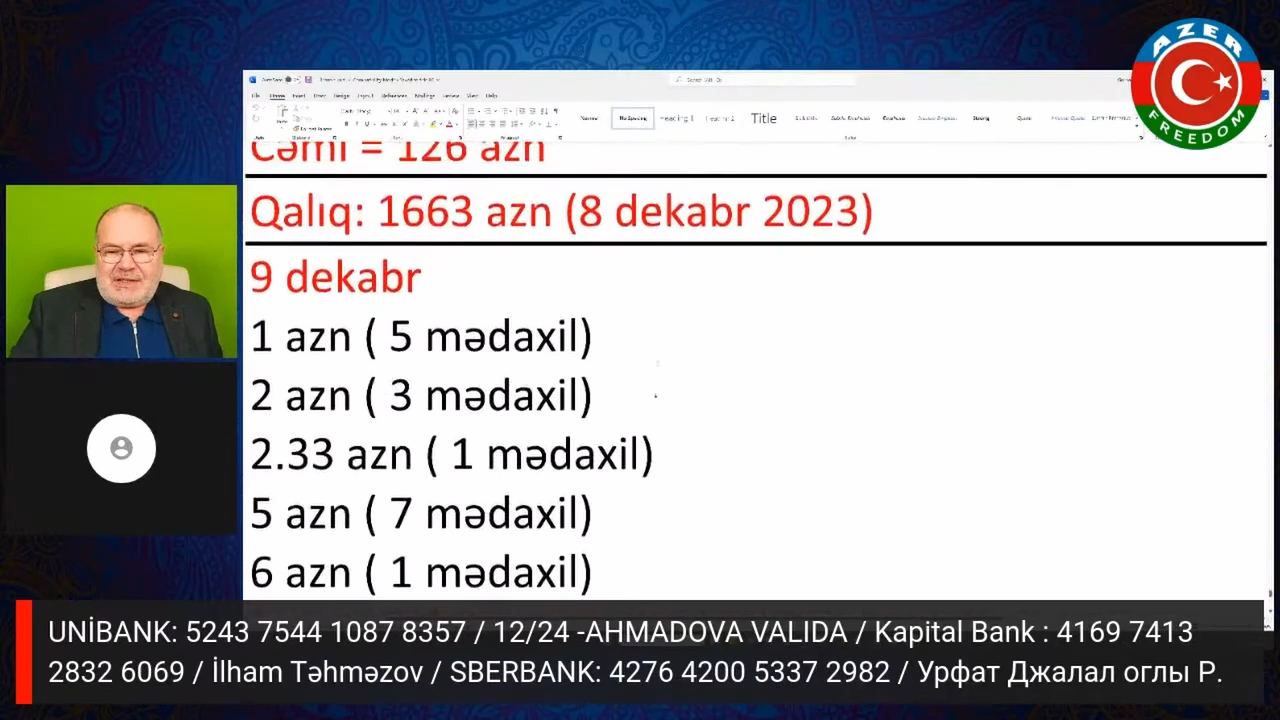 AZER
FREEDOM
Title
Cəmi = 126 azn
Qalıq: 1663 azn (8 dekabr 2023)
9 dekabr
1 azn ( 5 mədaxil)
2 azn ( 3 mədaxil)
2.33 azn ( 1 mədaxil)
5 azn ( 7 mədaxil)
6 azn ( 1 mədaxil)
UNİBANK: 5243 7544 1087 8357 / 12/24 -AHMADOVA VALIDA / Kapital Bank : 4169 7413
2832 6069 / İlham Təhməzov / SBERBANK: 4276 4200 5337 2982 / Урфат Джалал оглы Р.